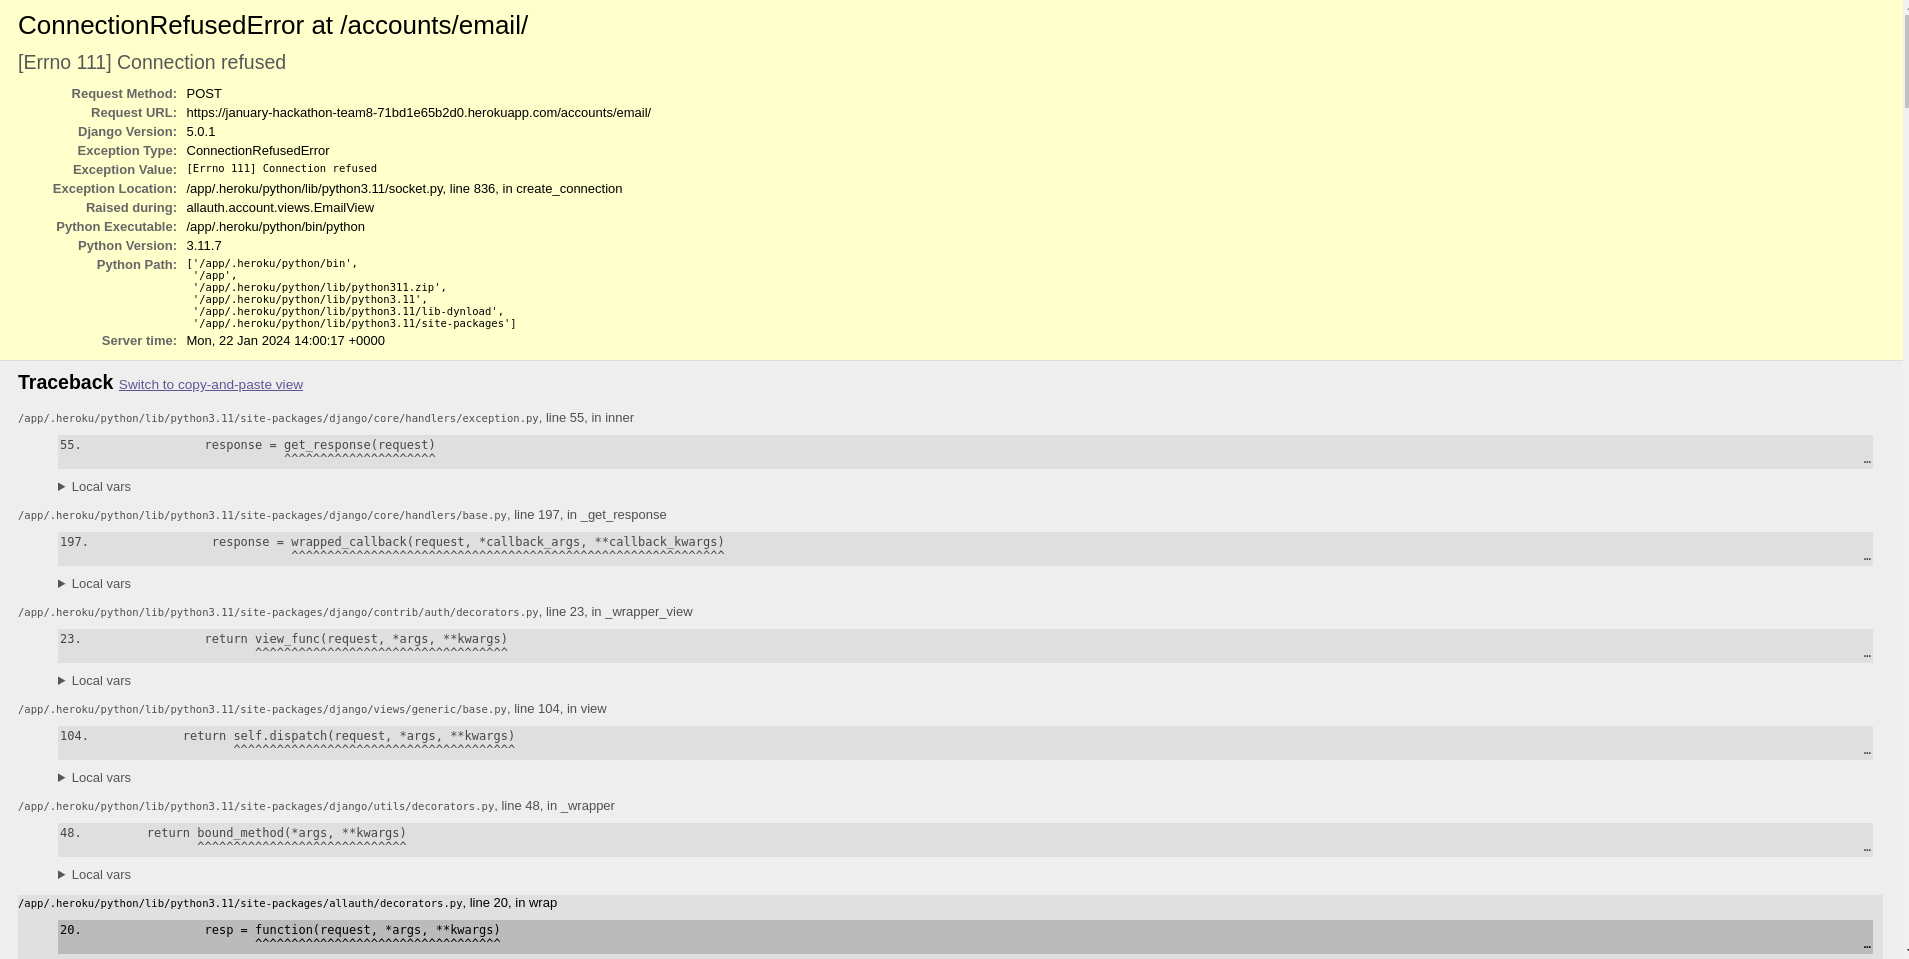 ConnectionRefusedError at /accounts/email/
[Errno 111] Connection refused
Request Method: POST
Request URL: https://january-hackathon-team8-71bd1e65b2d0.herokuapp.com/accounts/email/
Django Version: 5.0.1
Exception Type: ConnectionRefusedError
Exception Value: [Errno 111] Connection refused
Exception Location: /app/.heroku/python/lib/python3.11/socket.py, line 836, in create_connection
Raised during: allauth.account.views.EmailView
Python Executable: /app/.heroku/python/bin/python
Python Version: 3.11.7
Python Path: ['/app/.heroku/python/bin',
'/app',
'/app/.heroku/python/lib/python311.zip',
'/app/.heroku/python/lib/python3.11',
'/app/.heroku/python/lib/python3.11/lib-dynload',
'/app/.heroku/python/lib/python3.11/site-packages']
Server time: Mon, 22 Jan 2024 14:00:17 +0000
Traceback Switch to copy-and-paste view
/app/.heroku/python/lib/python3.11/site-packages/django/core/handlers/exception.py, line 55, in inner
55. response = get_response(request)
^^^^^^^^^^^^^^^^^^^^^ …
▶ Local vars
/app/.heroku/python/lib/python3.11/site-packages/django/core/handlers/base.py, line 197, in _get_response
197. response = wrapped_callback(request, *callback_args, **callback_kwargs)
^^^^^^^^^^^^^^^^^^^^^^^^^^^^^^^^^^^^^^^^^^^^^^^^^^^^^^^^^^^^ …
▶ Local vars
/app/.heroku/python/lib/python3.11/site-packages/django/contrib/auth/decorators.py, line 23, in _wrapper_view
23. return view_func(request, *args, **kwargs)
^^^^^^^^^^^^^^^^^^^^^^^^^^^^^^^^^^^ …
▶ Local vars
/app/.heroku/python/lib/python3.11/site-packages/django/views/generic/base.py, line 104, in view
104. return self.dispatch(request, *args, **kwargs)
^^^^^^^^^^^^^^^^^^^^^^^^^^^^^^^^^^^^^^^ …
▶ Local vars
/app/.heroku/python/lib/python3.11/site-packages/django/utils/decorators.py, line 48, in _wrapper
48. return bound_method(*args, **kwargs)
^^^^^^^^^^^^^^^^^^^^^^^^^^^^^ …
▶ Local vars
/app/.heroku/python/lib/python3.11/site-packages/allauth/decorators.py, line 20, in wrap
20. resp = function(request, *args, **kwargs)
^^^^^^^^^^^^^^^^^^^^^^^^^^^^^^^^^^ …